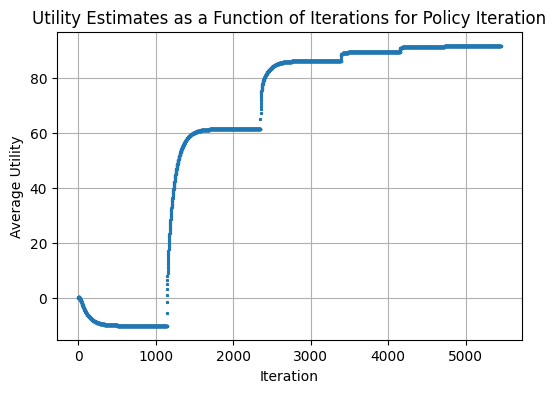 Utility Estimates as a Function of Iterations for Policy Iteration
Average Utility
80
60
40
20
0
0 1000 2000 3000 4000 5000
Iteration